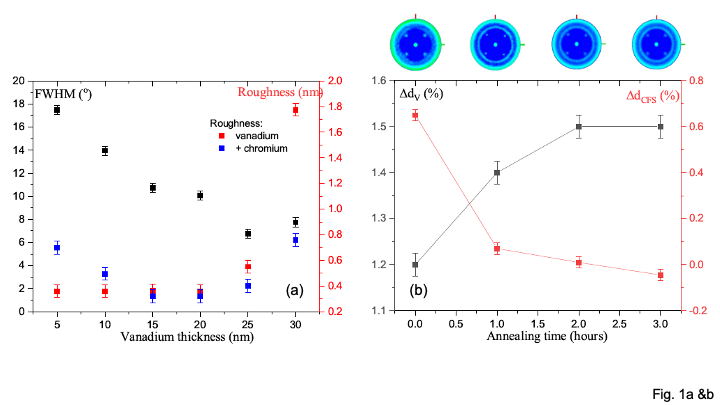 FWHM (°)
Roughness (nm)
Roughness:
vanadium
+ chromium
20
18
16
14
12
10
8
6
4
2
0
2.0
1.8
1.6
1.4
1.2
1.0
0.8
0.6
0.4
0.2
(a)
5 10 15 20 25 30
Vanadium thickness (nm)
ΔdV (%)
ΔdCFS (%)
1.6
1.5
1.4
1.3
1.2
1.1
0.8
0.6
0.4
0.2
0.0
-0.2
(b)
0.0 0.5 1.0 1.5 2.0 2.5 3.0
Annealing time (hours)
Fig. 1a &b